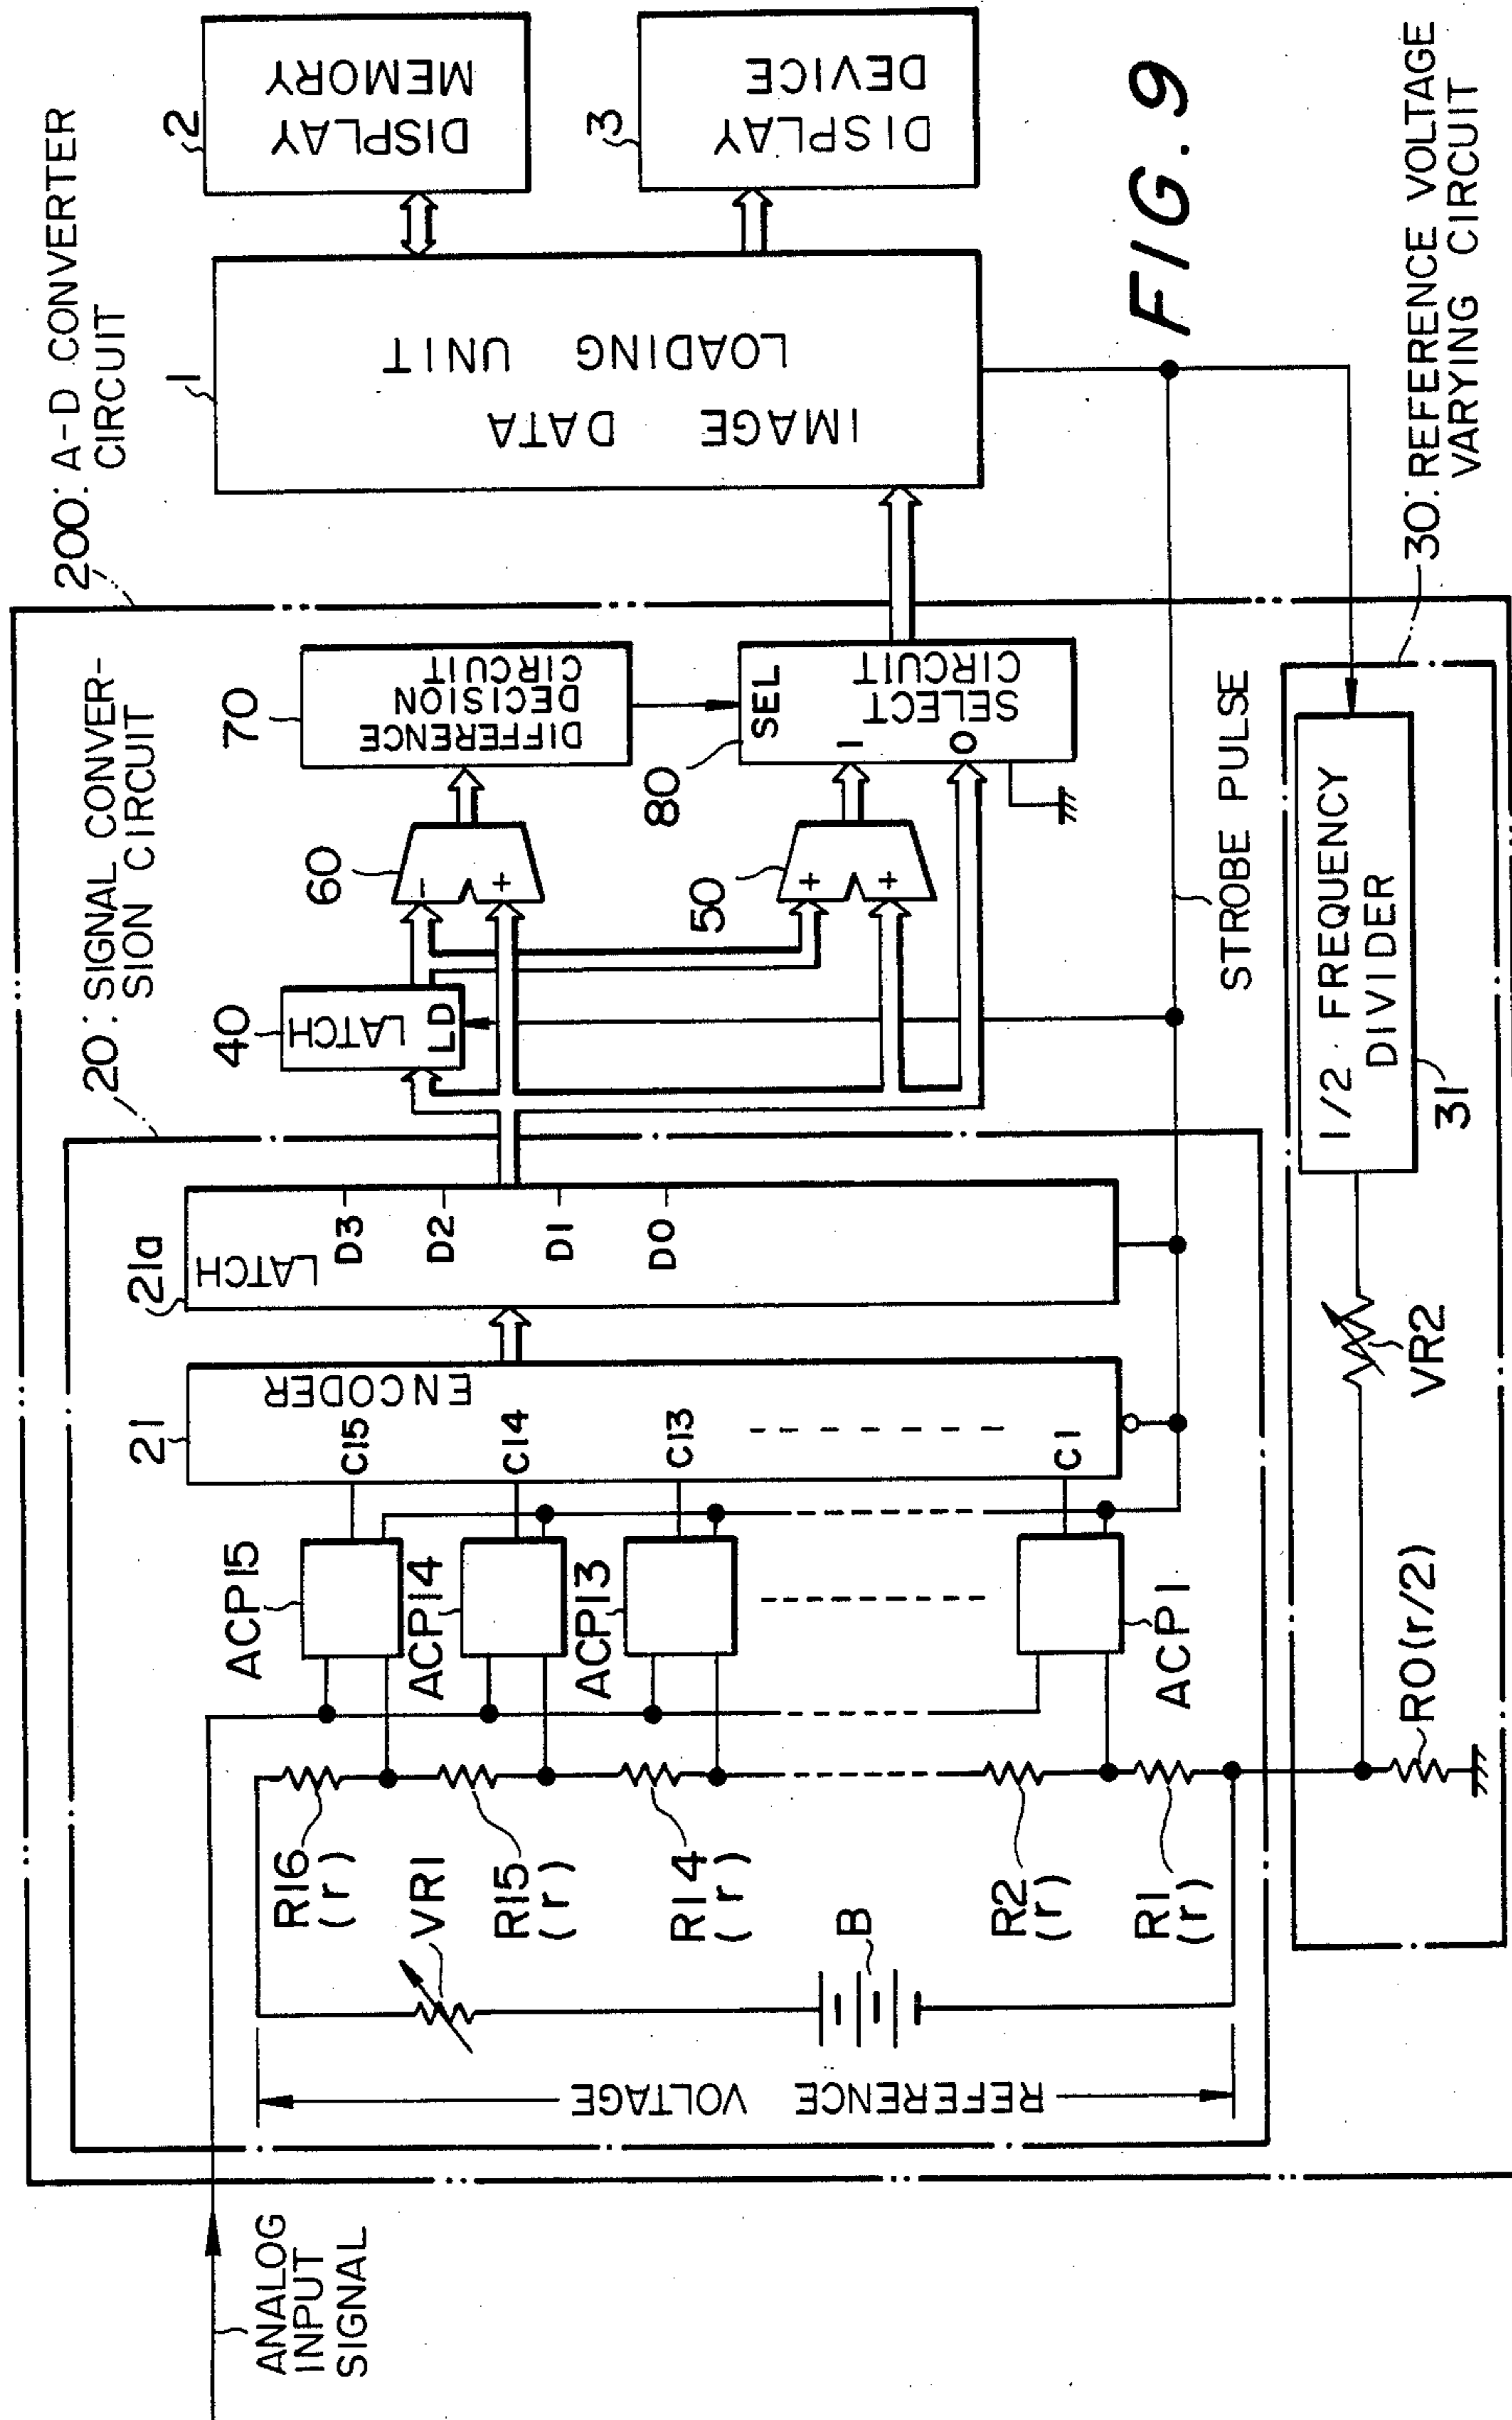 200: A-D CONVERTER
CIRCUIT
20: SIGNAL CONVER-
SION CIRCUIT
ANALOG
INPUT
SIGNAL
REFERENCE VOLTAGE
VR1
B
R16
(r)
R15
(r)
R14
(r)
R2
(r)
R1
(r)
ACP15
ACP14
ACP13
ACP1
21
ENCODER
C15
C14
C13
C1
21a
LATCH
D3
D2
D1
D0
40
LATCH
LD
60
-
+
50
+
+
70
DIFFERENCE
DECISION
CIRCUIT
80
SEL
1
0
SELECT
CIRCUIT
1
IMAGE DATA
LOADING UNIT
2
DISPLAY
MEMORY
3
DISPLAY
DEVICE
STROBE PULSE
30: REFERENCE VOLTAGE
VARYING CIRCUIT
1/2 FREQUENCY
DIVIDER
31
VR2
R0(r/2)
FIG. 9